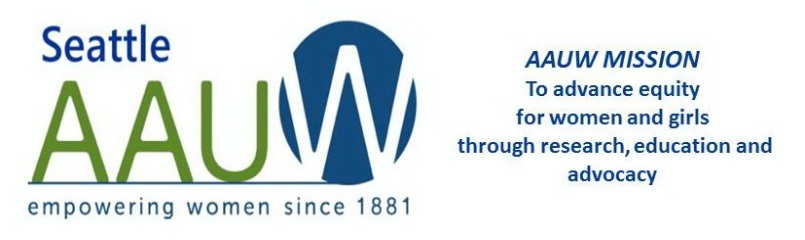 Seattle
AAUW
empowering women since 1881
AAUW MISSION
To advance equity
for women and girls
through research, education and
advocacy